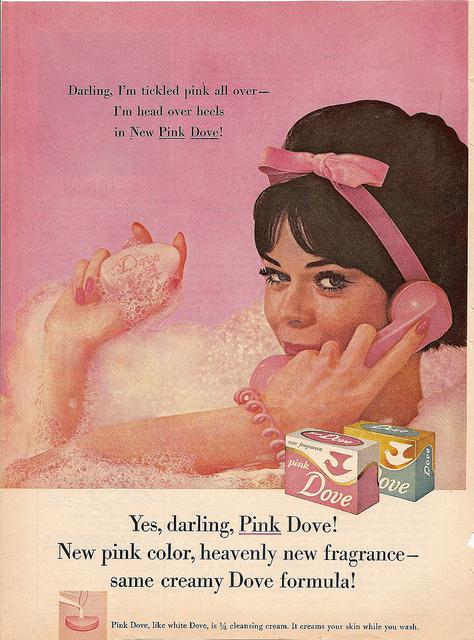 Darling, I'm tickled pink all over—
I'm head over heels
in New Pink Dove!
Dove
new fragrance
Dove
pink
Dove
Dove
Dove
Dove
Yes, darling, Pink Dove!
New pink color, heavenly new fragrance—
same creamy Dove formula!
Pink Dove, like white Dove, is ¼ cleansing cream. It creams your skin while you wash.